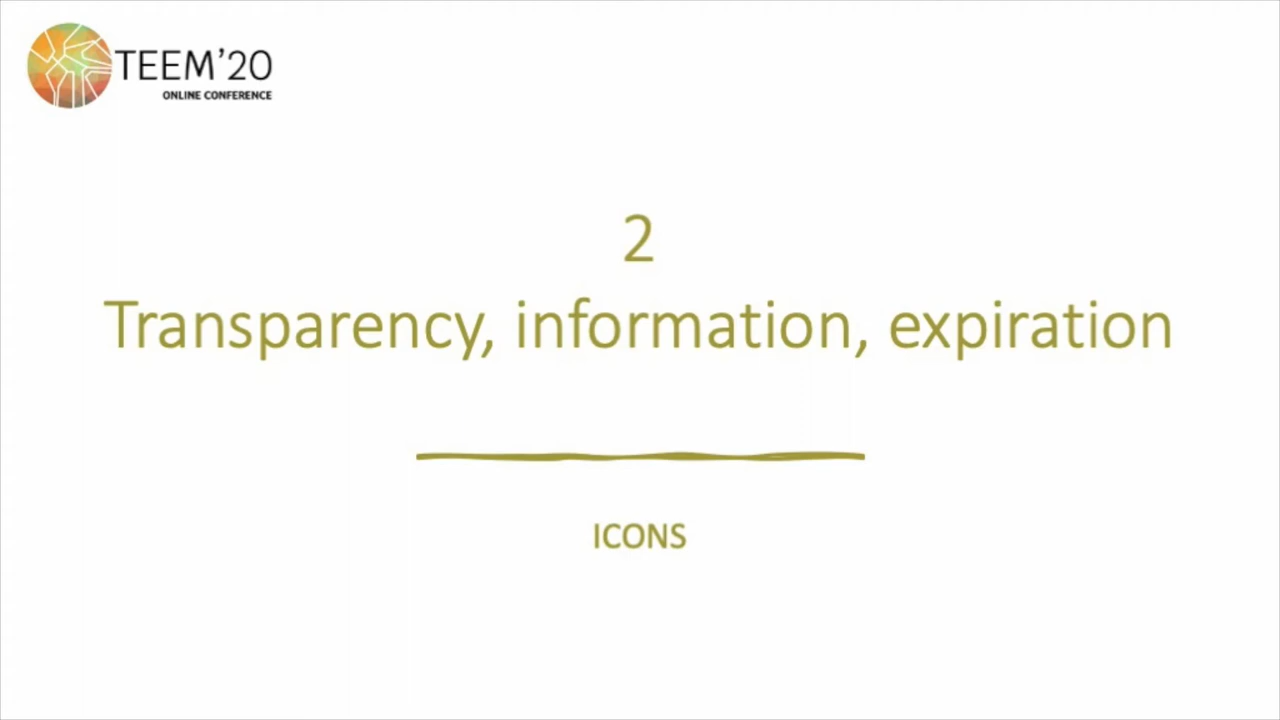 TEEM’20
ONLINE CONFERENCE
2
Transparency, information, expiration
ICONS